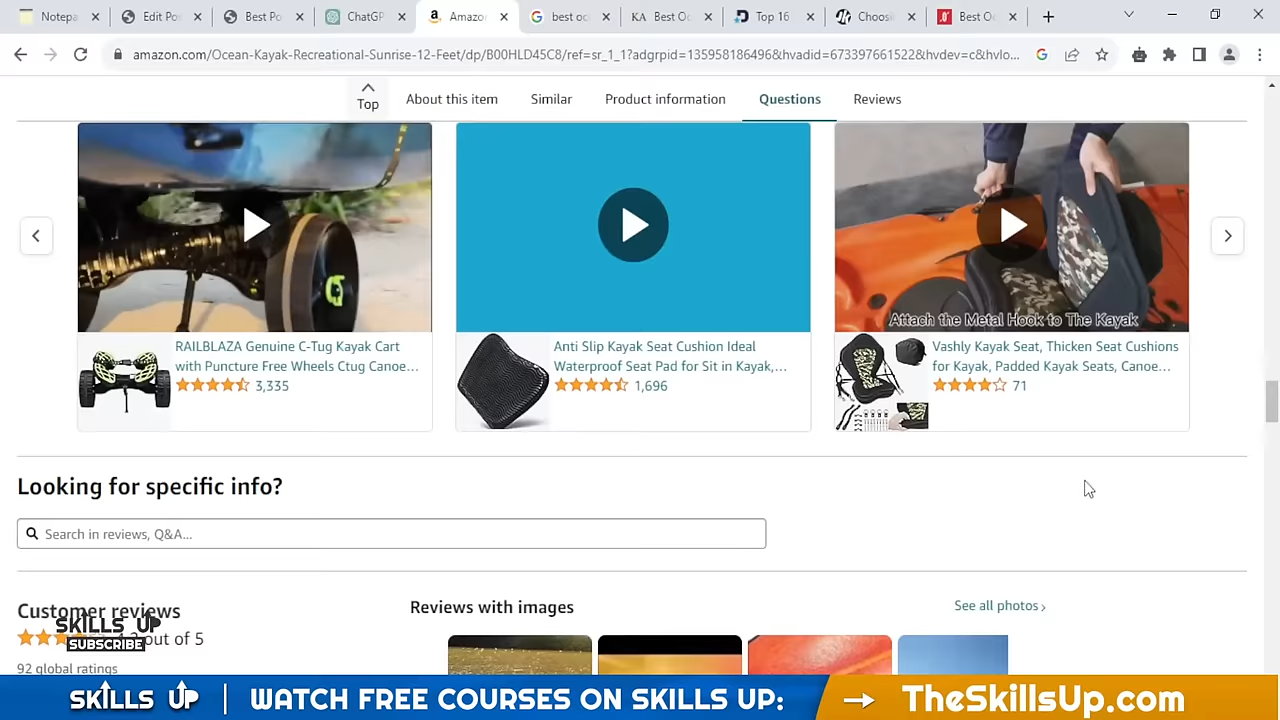 Notepa
Edit Pos
Best Po
ChatGP
Amazo
best oc
Best Oc
Top 16
Choosi
Best Oc
amazon.com/Ocean-Kayak-Recreational-Sunrise-12-Feet/dp/B00HLD45C8/ref=sr_1_1?adgrpid=135958186496&hvadid=673397661522&hvdev=c&hvlo...
Top
About this item
Similar
Product information
Questions
Reviews
Attach the Metal Hook to The Kayak
RAILBLAZA Genuine C-Tug Kayak Cart
with Puncture Free Wheels Ctug Canoe...
3,335
Anti Slip Kayak Seat Cushion Ideal
Waterproof Seat Pad for Sit in Kayak,...
1,696
Vashly Kayak Seat, Thicken Seat Cushions
for Kayak, Padded Kayak Seats, Canoe...
71
Looking for specific info?
Search in reviews, Q&A...
Customer reviews
out of 5
92 global ratings
Reviews with images
See all photos ›
SKILLS UP
SUBSCRIBE
SKILLS UP
WATCH FREE COURSES ON SKILLS UP:
TheSkillsUp.com